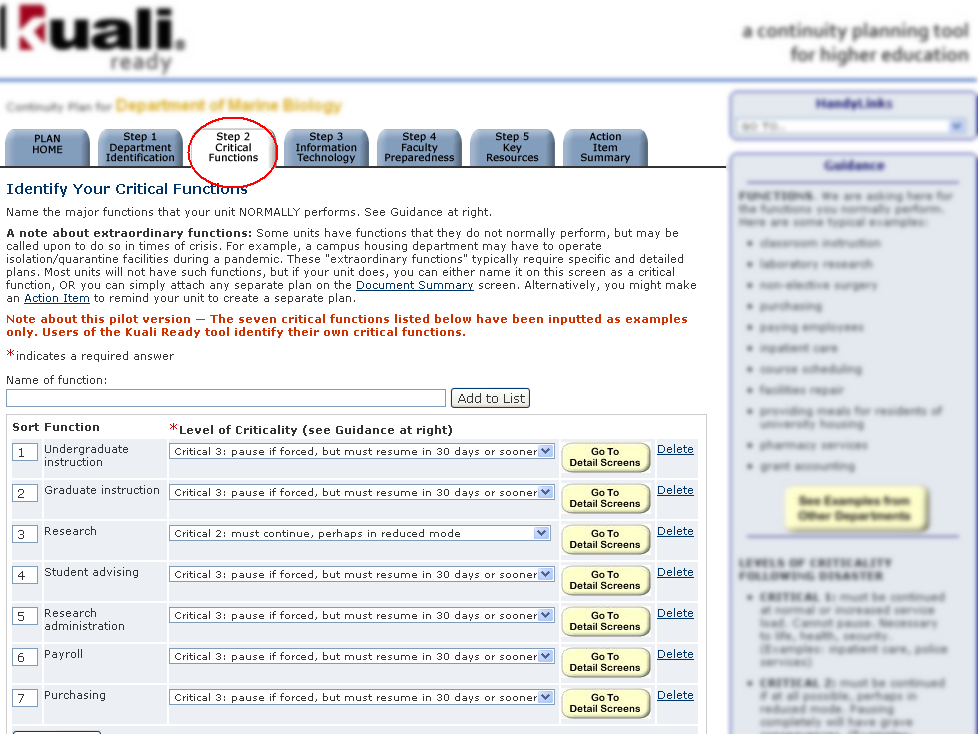 kuali.
ready
a continuity planning tool
for higher education
Continuity Plan for Department of Marine Biology
PLAN
HOME
Step 1
Department
Identification
Step 2
Critical
Functions
Step 3
Information
Technology
Step 4
Faculty
Preparedness
Step 5
Key
Resources
Action
Item
Summary
Identify Your Critical Functions
Name the major functions that your unit NORMALLY performs. See Guidance at right.
A note about extraordinary functions: Some units have functions that they do not normally perform, but may be
called upon to do so in times of crisis. For example, a campus housing department may have to operate
isolation/quarantine facilities during a pandemic. These "extraordinary functions" typically require specific and detailed
plans. Most units will not have such functions, but if your unit does, you can either name it on this screen as a critical
function, OR you can simply attach any separate plan on the Document Summary screen. Alternatively, you might make
an Action Item to remind your unit to create a separate plan.
Note about this pilot version — The seven critical functions listed below have been inputted as examples
only. Users of the Kuali Ready tool identify their own critical functions.
*indicates a required answer
Name of function:
Add to List
Sort Function *Level of Criticality (see Guidance at right)
1 Undergraduate instruction Critical 3: pause if forced, but must resume in 30 days or sooner Go To Detail Screens Delete
2 Graduate instruction Critical 3: pause if forced, but must resume in 30 days or sooner Go To Detail Screens Delete
3 Research Critical 2: must continue, perhaps in reduced mode Go To Detail Screens Delete
4 Student advising Critical 3: pause if forced, but must resume in 30 days or sooner Go To Detail Screens Delete
5 Research administration Critical 3: pause if forced, but must resume in 30 days or sooner Go To Detail Screens Delete
6 Payroll Critical 3: pause if forced, but must resume in 30 days or sooner Go To Detail Screens Delete
7 Purchasing Critical 3: pause if forced, but must resume in 30 days or sooner Go To Detail Screens Delete
HandyLinks
GO TO...
Guidance
FUNCTIONS. We are asking here for
the functions you normally perform.
Here are some typical examples:
• classroom instruction
• laboratory research
• non-elective surgery
• purchasing
• paying employees
• inpatient care
• course scheduling
• facilities repair
• providing meals for residents of
university housing
• pharmacy services
• grant accounting
See Examples from
Other Departments
LEVELS OF CRITICALITY
FOLLOWING DISASTER
• CRITICAL 1: must be continued
at normal or increased service
load. Cannot pause. Necessary
to life, health, security.
(Examples: inpatient care, police
services)
• CRITICAL 2: must be continued
if at all possible, perhaps in
reduced mode. Pausing
completely will have grave